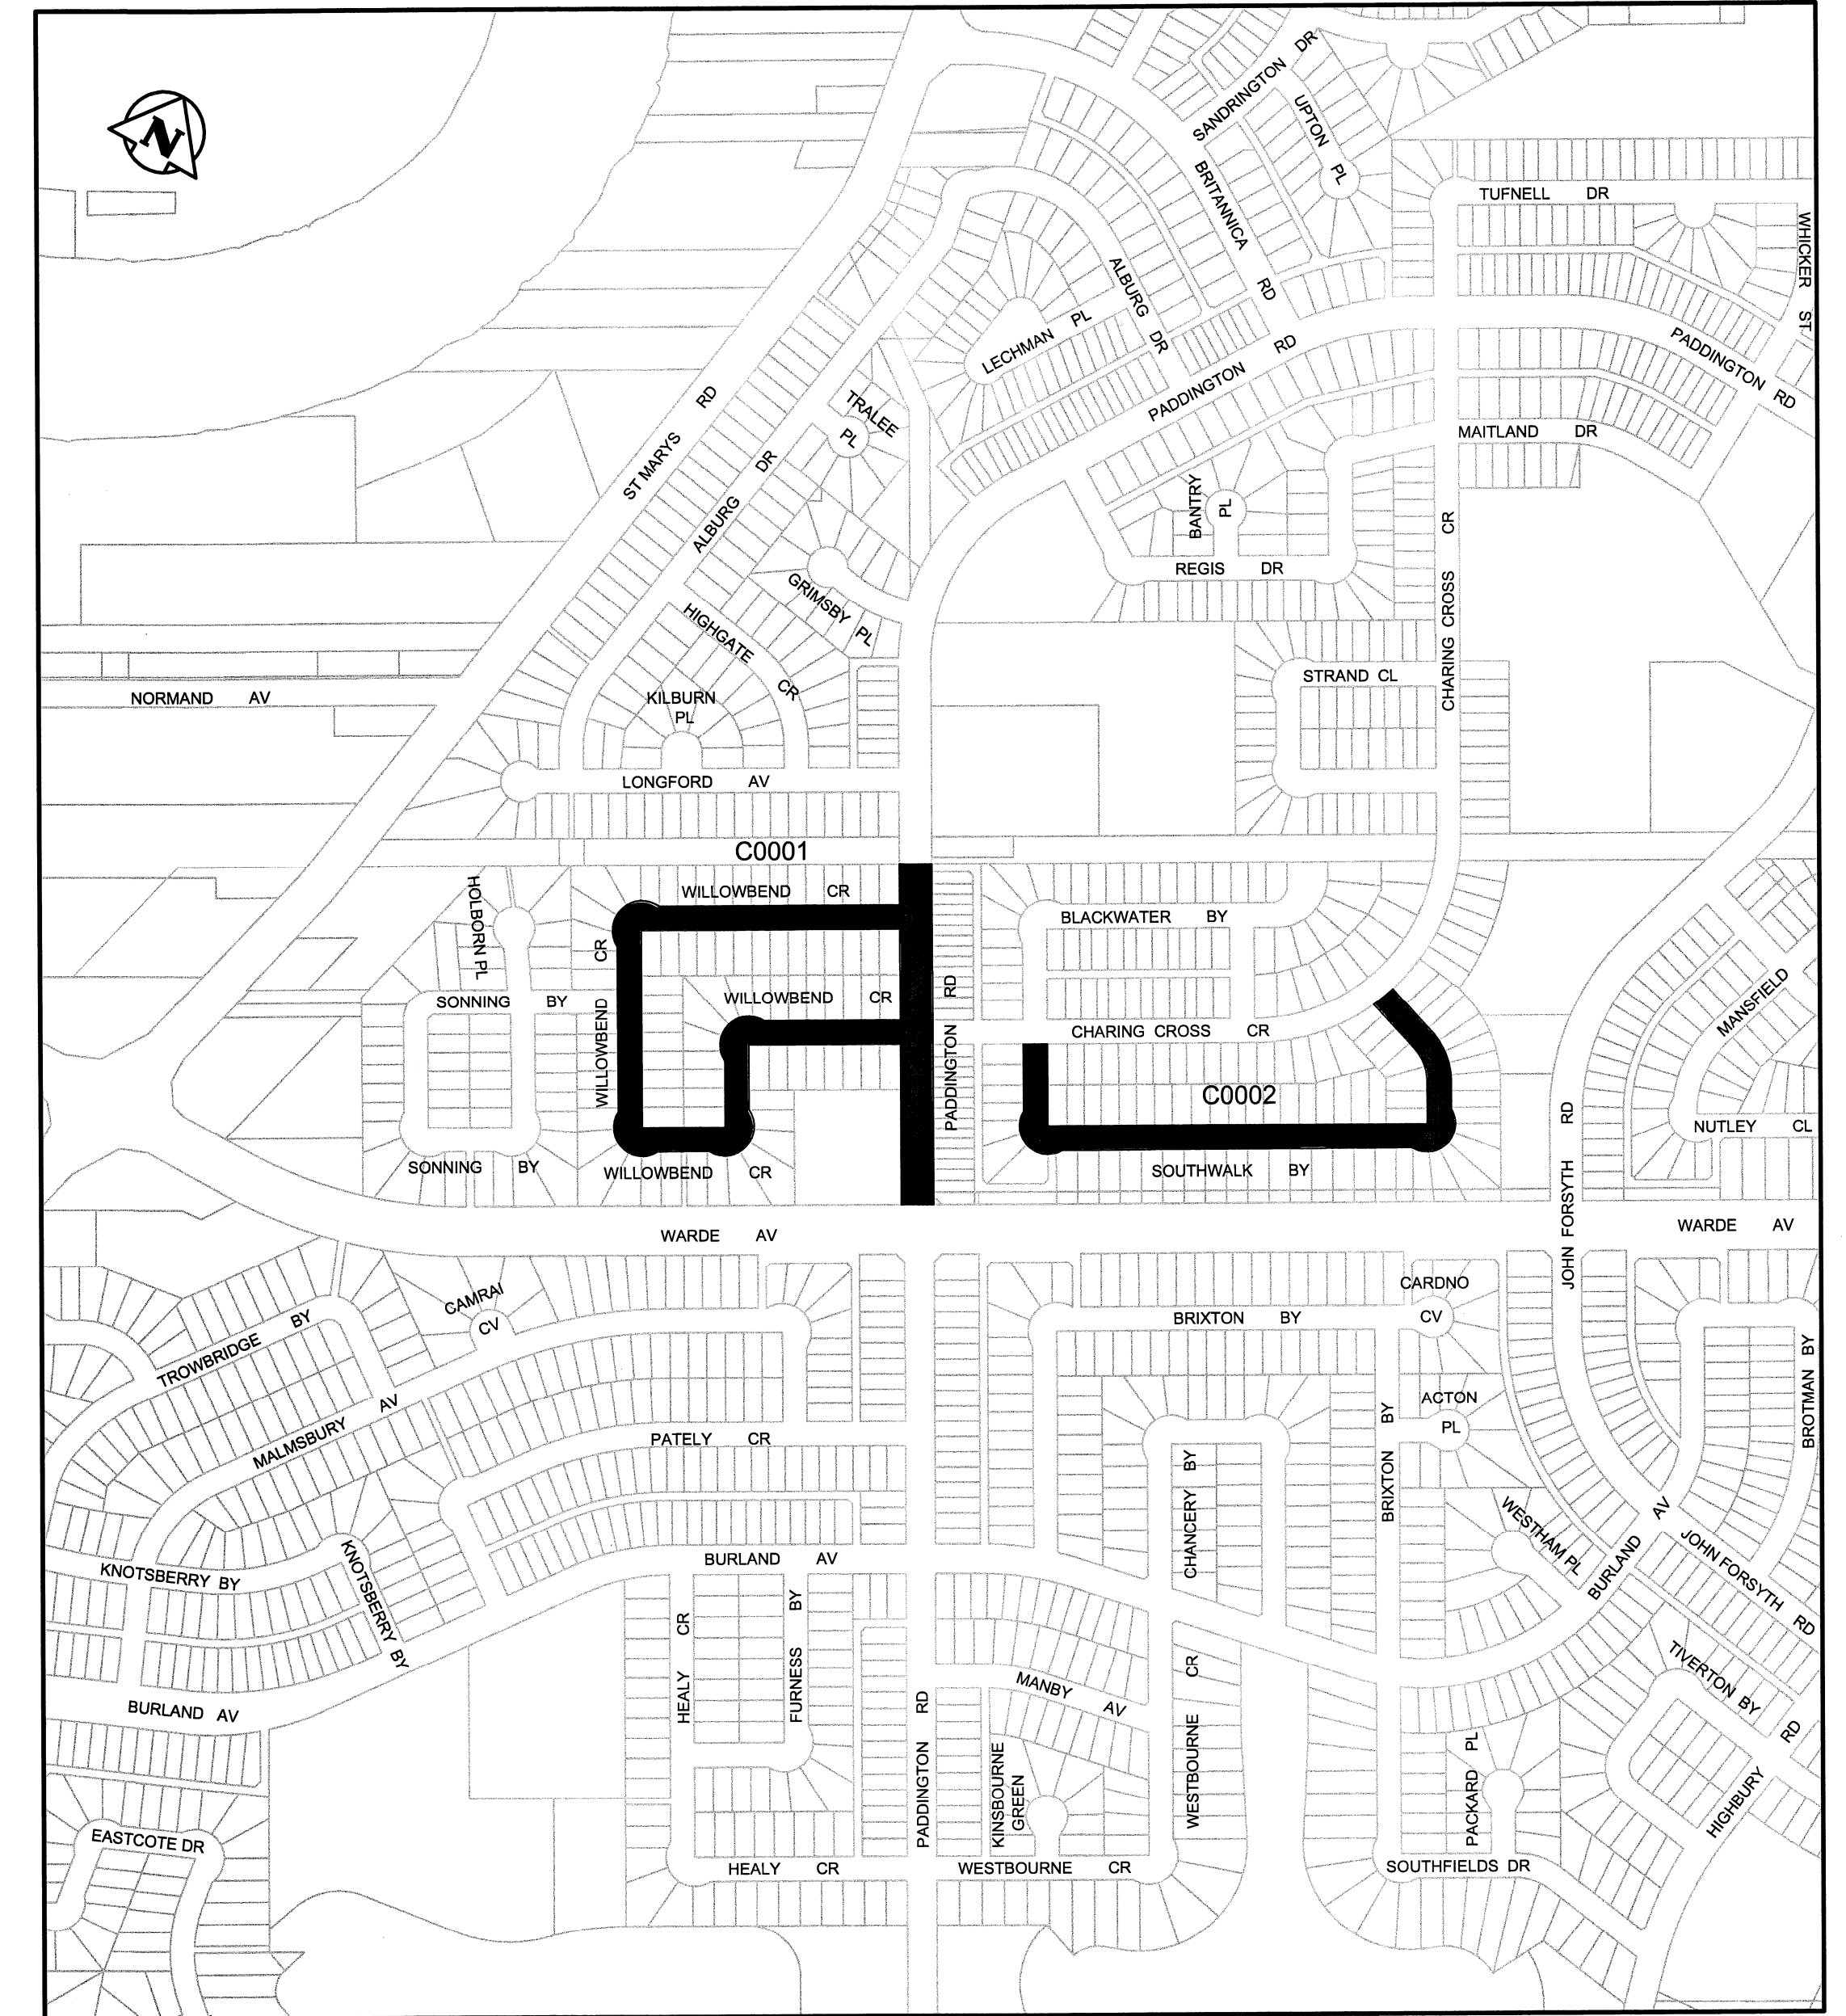 SANDRINGTON DR
UPTON PL
N
BRITANNICA RD
TUFNELL DR
WHICKER ST
ALBURG DR
LECHMAN PL
PADDINGTON RD
PADDINGTON RD
ST MARYS RD
TRALEE PL
ALBURG DR
MAITLAND DR
BANTRY PL
REGIS DR
CHARING CROSS CR
GRIMSBY PL
HIGHGATE CR
STRAND CL
NORMAND AV
KILBURN PL
LONGFORD AV
C0001
HOLBORN PL
WILLOWBEND CR
BLACKWATER BY
WILLOWBEND CR
WILLOWBEND CR
PADDINGTON RD
SONNING BY
CHARING CROSS CR
MANSFIELD
C0002
NUTLEY CL
JOHN FORSYTH RD
SONNING BY
WILLOWBEND CR
SOUTHWALK BY
WARDE AV
WARDE AV
CAMRAI CV
CARDNO CV
BRIXTON BY
TROWBRIDGE BY
BROTMAN BY
MALMSBURY AV
ACTON PL
BRIXTON BY
PATELY CR
CHANCERY BY
WESTHAM PL
BURLAND AV
JOHN FORSYTH RD
KNOTSBERRY BY
KNOTSBERRY BY
BURLAND AV
HEALY CR
FURNESS BY
MANBY AV
WESTBOURNE CR
TIVERTON BY
BURLAND AV
PADDINGTON RD
KINSBOURNE GREEN
PACKARD PL
HIGHBURY RD
EASTCOTE DR
HEALY CR
WESTBOURNE CR
SOUTHFIELDS DR